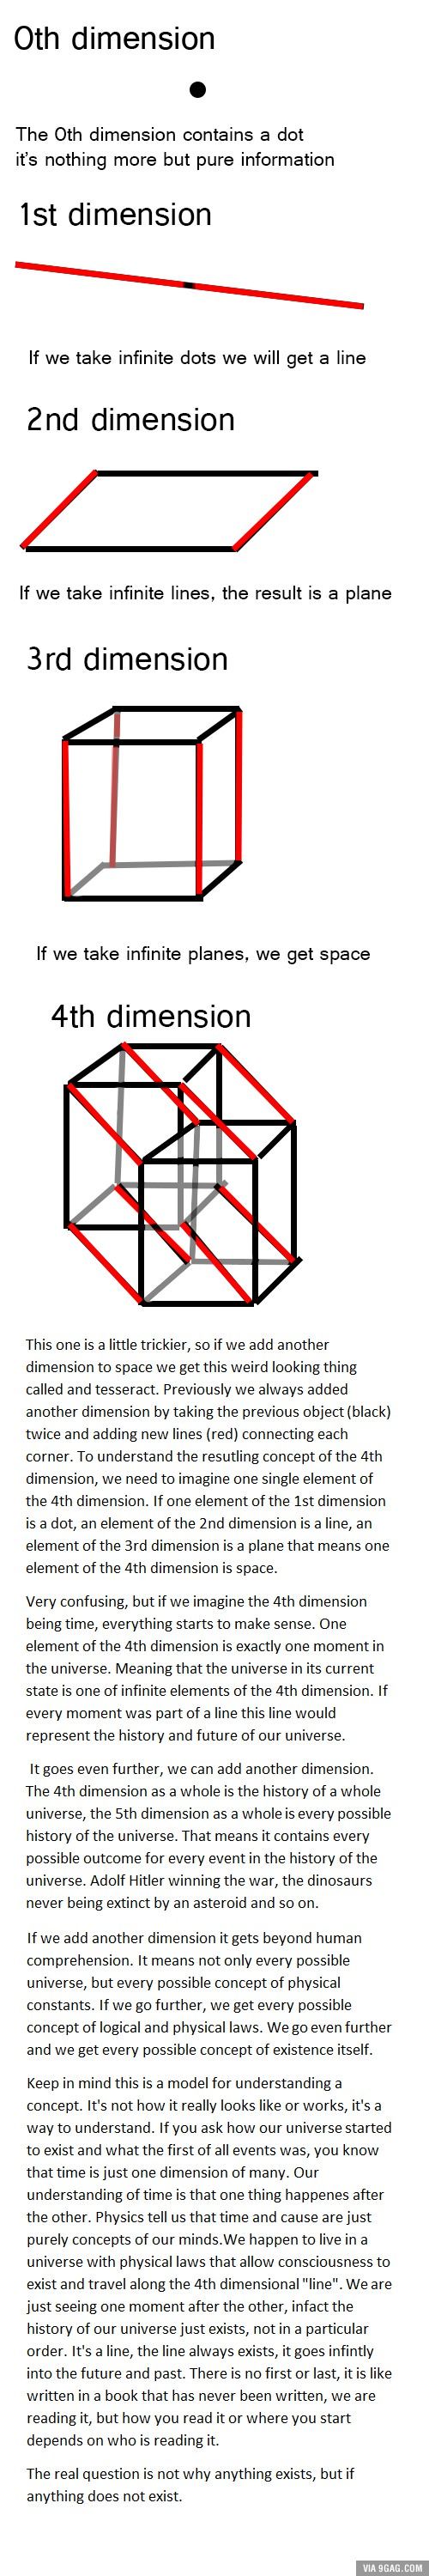 0th dimension
The 0th dimension contains a dot
it's nothing more but pure information
1st dimension
If we take infinite dots we will get a line
2nd dimension
If we take infinite lines, the result is a plane
3rd dimension
If we take infinite planes, we get space
4th dimension
This one is a little trickier, so if we add another
dimension to space we get this weird looking thing
called and tesseract. Previously we always added
another dimension by taking the previous object (black)
twice and adding new lines (red) connecting each
corner. To understand the resutling concept of the 4th
dimension, we need to imagine one single element of
the 4th dimension. If one element of the 1st dimension
is a dot, an element of the 2nd dimension is a line, an
element of the 3rd dimension is a plane that means one
element of the 4th dimension is space.
Very confusing, but if we imagine the 4th dimension
being time, everything starts to make sense. One
element of the 4th dimension is exactly one moment in
the universe. Meaning that the universe in its current
state is one of infinite elements of the 4th dimension. If
every moment was part of a line this line would
represent the history and future of our universe.
It goes even further, we can add another dimension.
The 4th dimension as a whole is the history of a whole
universe, the 5th dimension as a whole is every possible
history of the universe. That means it contains every
possible outcome for every event in the history of the
universe. Adolf Hitler winning the war, the dinosaurs
never being extinct by an asteroid and so on.
If we add another dimension it gets beyond human
comprehension. It means not only every possible
universe, but every possible concept of physical
constants. If we go further, we get every possible
concept of logical and physical laws. We go even further
and we get every possible concept of existence itself.
Keep in mind this is a model for understanding a
concept. It's not how it really looks like or works, it's a
way to understand. If you ask how our universe started
to exist and what the first of all events was, you know
that time is just one dimension of many. Our
understanding of time is that one thing happenes after
the other. Physics tell us that time and cause are just
purely concepts of our minds.We happen to live in a
universe with physical laws that allow consciousness to
exist and travel along the 4th dimensional "line". We are
just seeing one moment after the other, infact the
history of our universe just exists, not in a particular
order. It's a line, the line always exists, it goes infintly
into the future and past. There is no first or last, it is like
written in a book that has never been written, we are
reading it, but how you read it or where you start
depends on who is reading it.
The real question is not why anything exists, but if
anything does not exist.
VIA 9GAG.COM